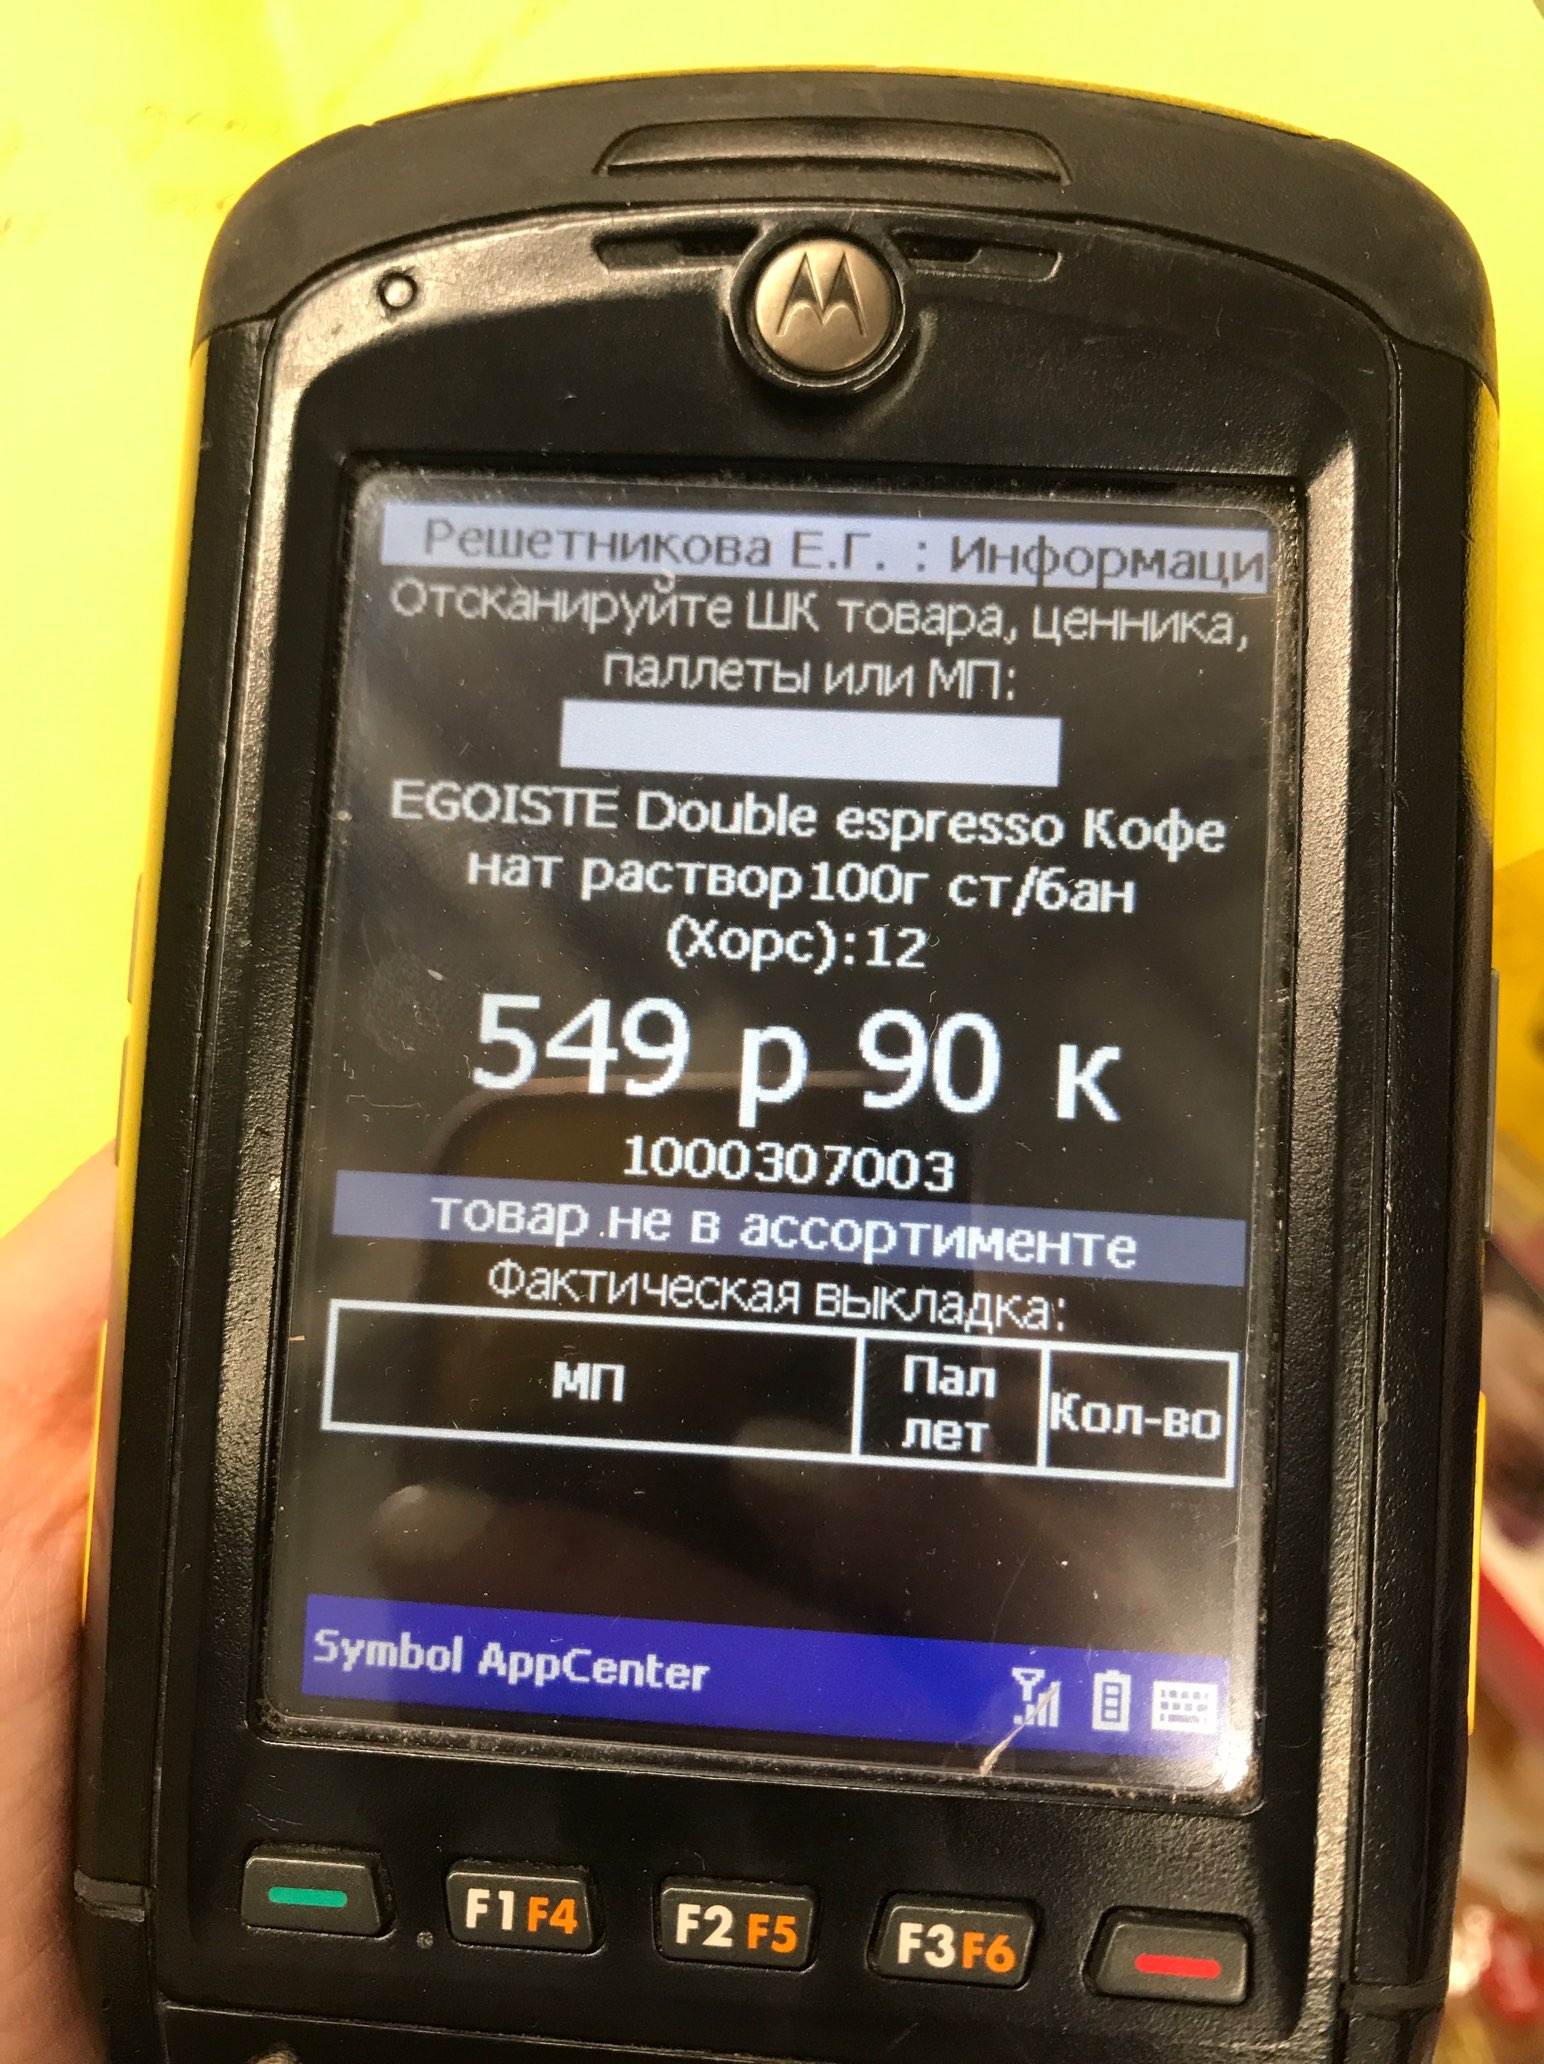 Решетникова Е.Г. : Информаци
Отсканируйте ШК товара, ценника,
паллеты или МП:
EGOISTE Double espresso Кофе
нат раствор100г ст/бан
(Хорс):12
549 р 90 к
1000307003
товар не в ассортименте
Фактическая выкладка:
МП Пал лет Кол-во
Symbol AppCenter
F1 F4 F2 F5 F3 F6